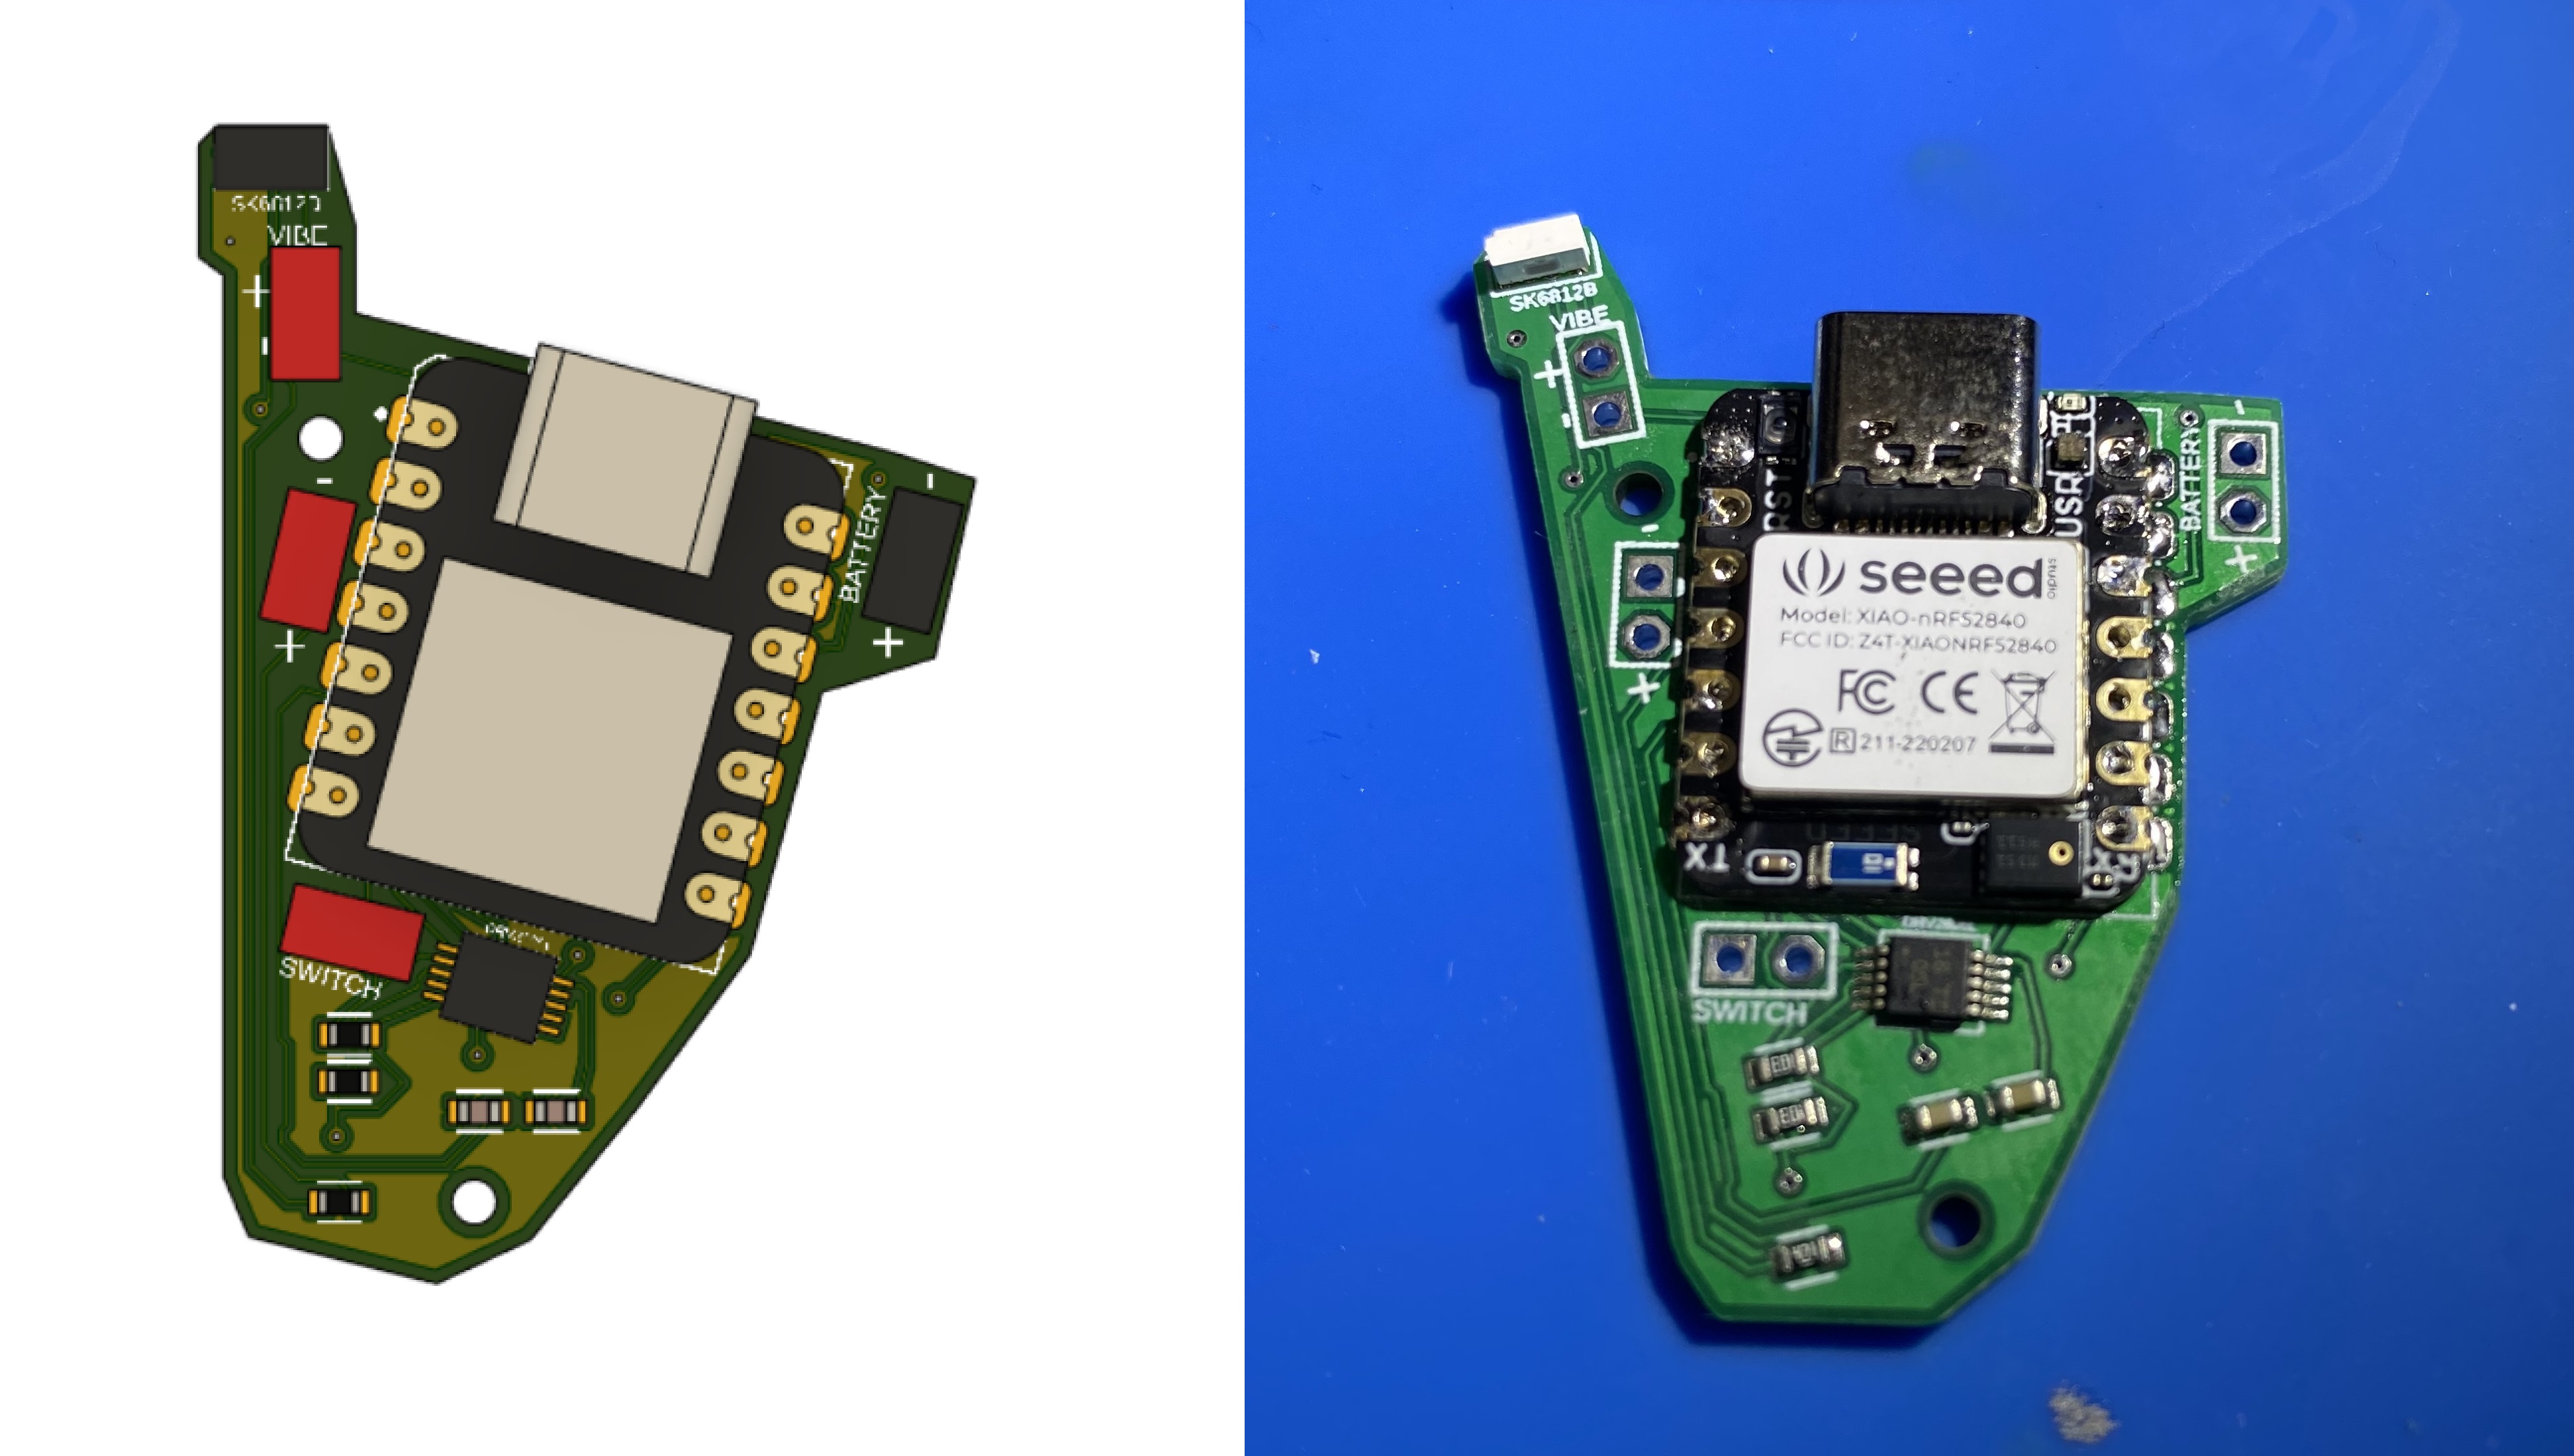 VIBE
+
-
-
+
SWITCH
BATTERY
-
+
SK6812B
VIBE
+
-
-
+
RST
USR
seeed
studio
Model: XIAO-nRF52840
FCC ID: Z4T-XIAONRF52840
FC CE
R 211-220207
TX
SWITCH
BATTERY
-
+